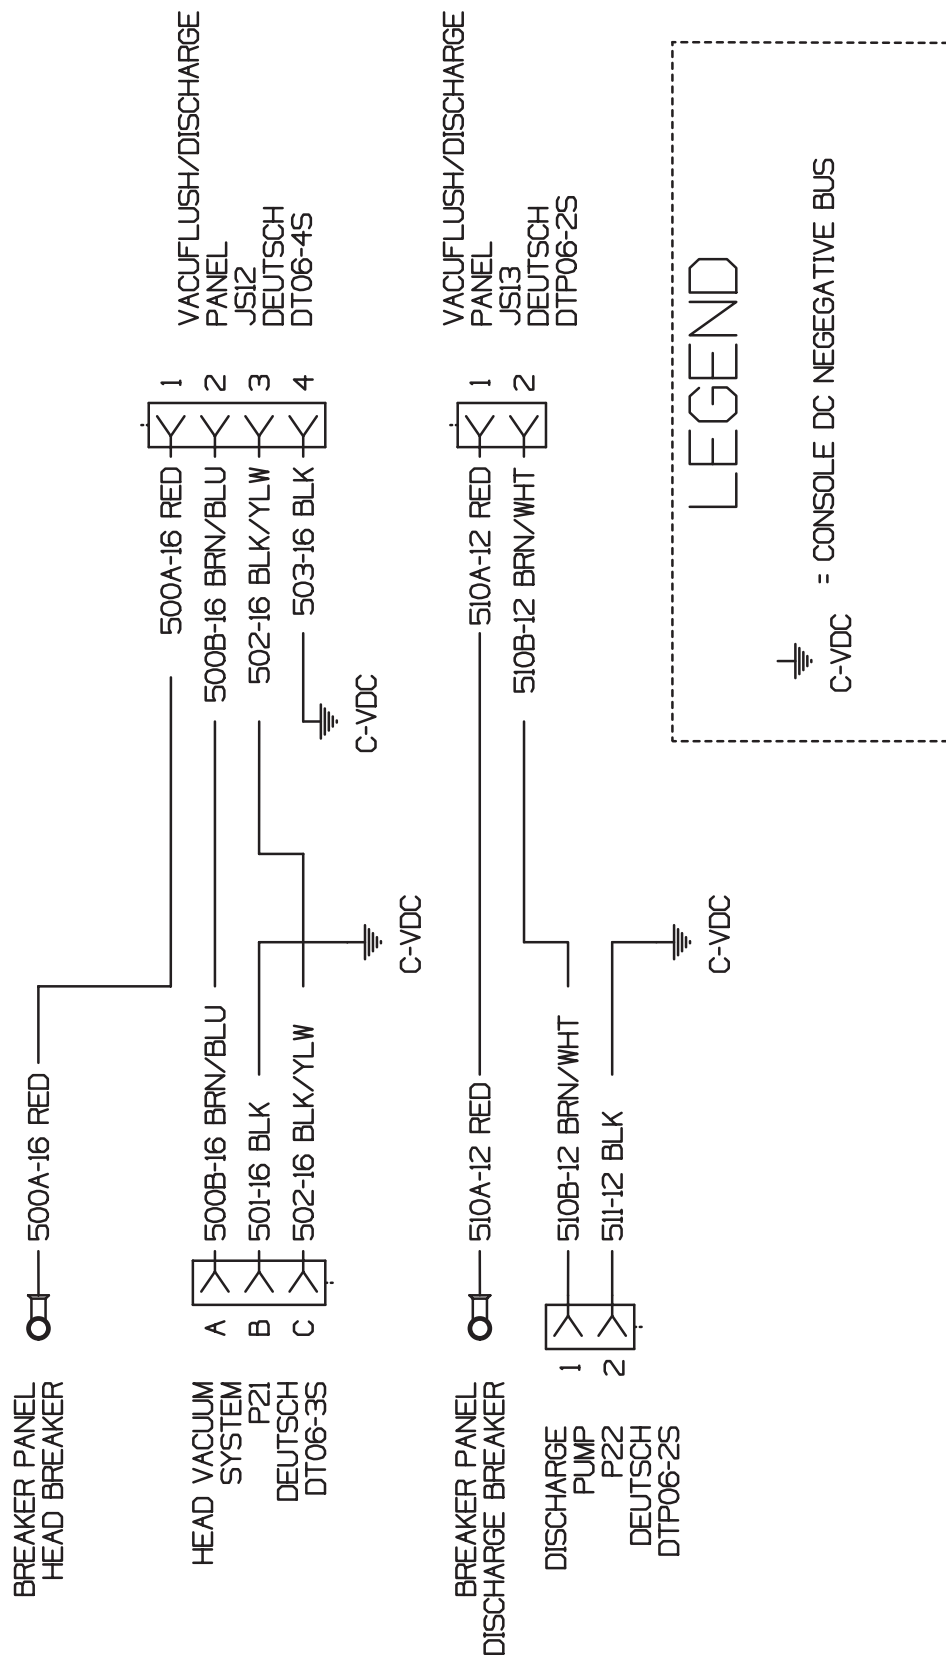 BREAKER PANEL
HEAD BREAKER
500A-16 RED
500A-16 RED
1
VACUFLUSH/DISCHARGE
PANEL
JS12
DEUTSCH
DT06-4S
HEAD VACUUM
SYSTEM
P21
DEUTSCH
DT06-3S
A
500B-16 BRN/BLU
500B-16 BRN/BLU
2
B
501-16 BLK
502-16 BLK/YLW
3
C
502-16 BLK/YLW
503-16 BLK
4
C-VDC
C-VDC
BREAKER PANEL
DISCHARGE BREAKER
510A-12 RED
510A-12 RED
1
VACUFLUSH/DISCHARGE
PANEL
JS13
DEUTSCH
DTP06-2S
DISCHARGE
PUMP
P22
DEUTSCH
DTP06-2S
1
510B-12 BRN/WHT
510B-12 BRN/WHT
2
2
511-12 BLK
C-VDC
LEGEND
= CONSOLE DC NEGEGATIVE BUS
C-VDC